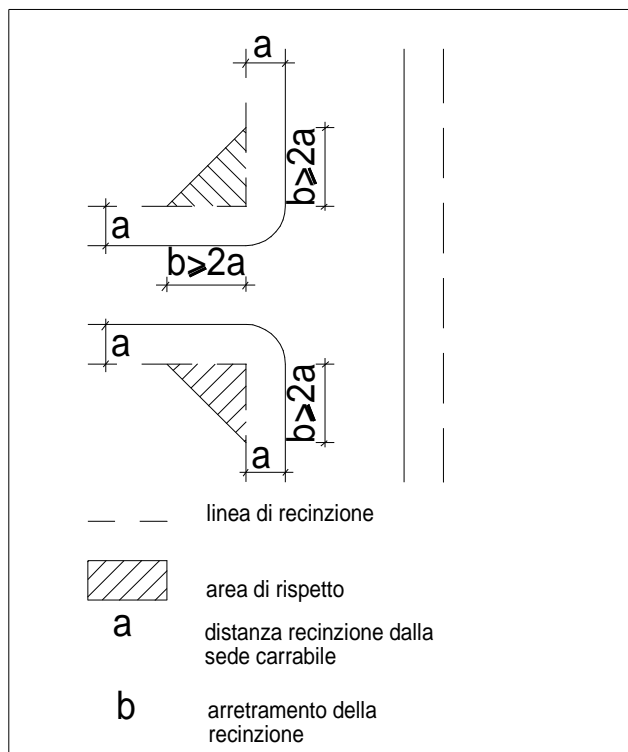 a
b⩾2a
a
b⩾2a
a
b⩾2a
a
linea di recinzione
area di rispetto
a
distanza recinzione dalla
sede carrabile
b
arretramento della
recinzione